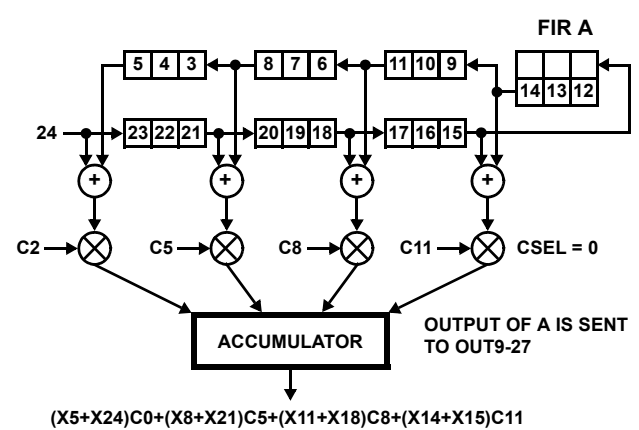 FIR A
5 4 3 8 7 6 11 10 9
14 13 12
24 23 22 21 20 19 18 17 16 15
+ + + +
C2 C5 C8 C11 CSEL = 0
ACCUMULATOR
OUTPUT OF A IS SENT
TO OUT9-27
(X5+X24)C0+(X8+X21)C5+(X11+X18)C8+(X14+X15)C11